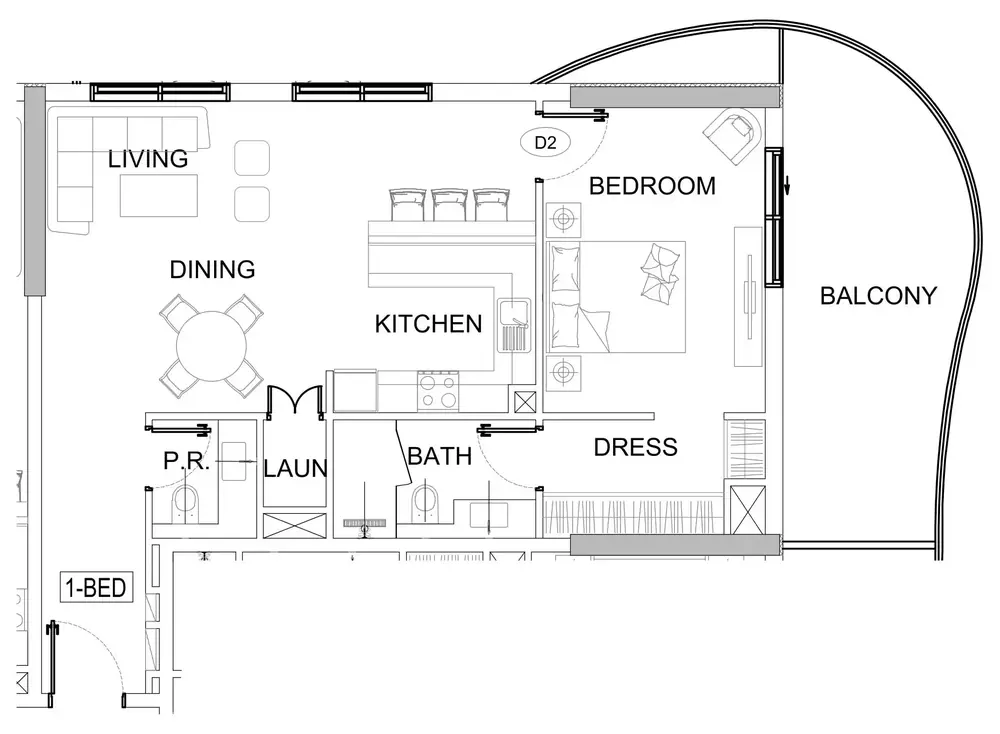 D2
LIVING
BEDROOM
DINING
BALCONY
KITCHEN
P.R.
LAUN
BATH
DRESS
1-BED